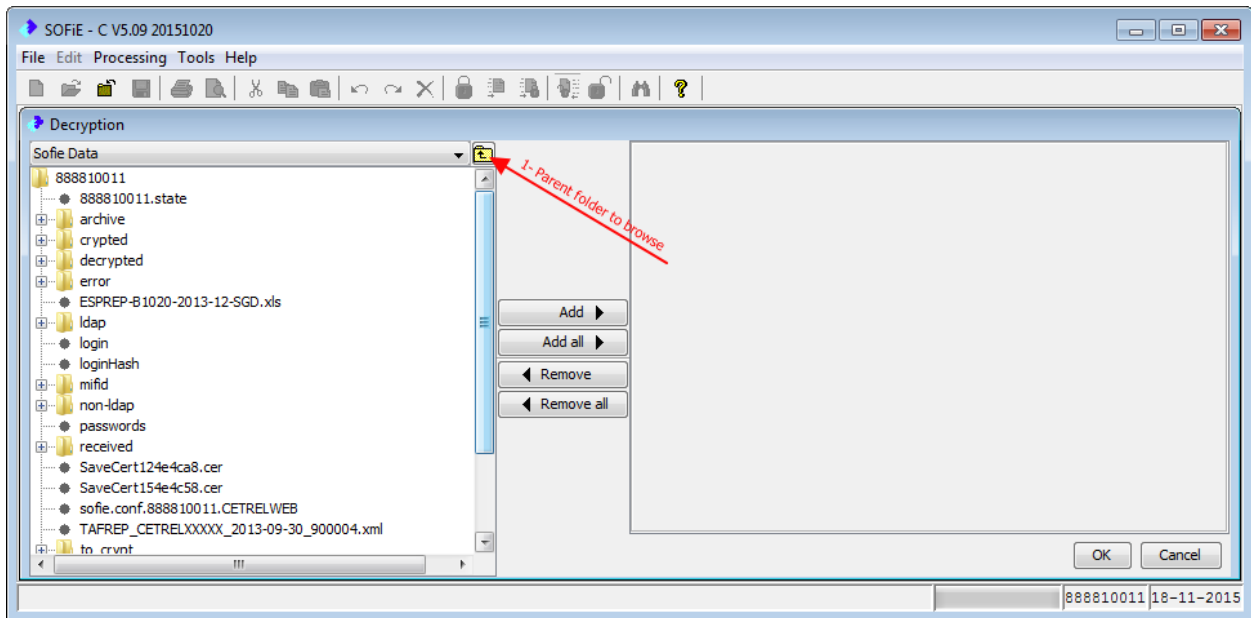 SOFiE - C V5.09 20151020
File Edit Processing Tools Help
Decryption
Sofie Data
1- Parent folder to browse
888810011
888810011.state
archive
crypted
decrypted
error
ESPREP-B1020-2013-12-SGD.xls
ldap
login
loginHash
mifid
non-ldap
passwords
received
SaveCert124e4ca8.cer
SaveCert154e4c58.cer
sofie.conf.888810011.CETRELWEB
TAFREP_CETRELXXXXX_2013-09-30_900004.xml
to_crypt
Add
Add all
Remove
Remove all
OK Cancel
888810011 18-11-2015